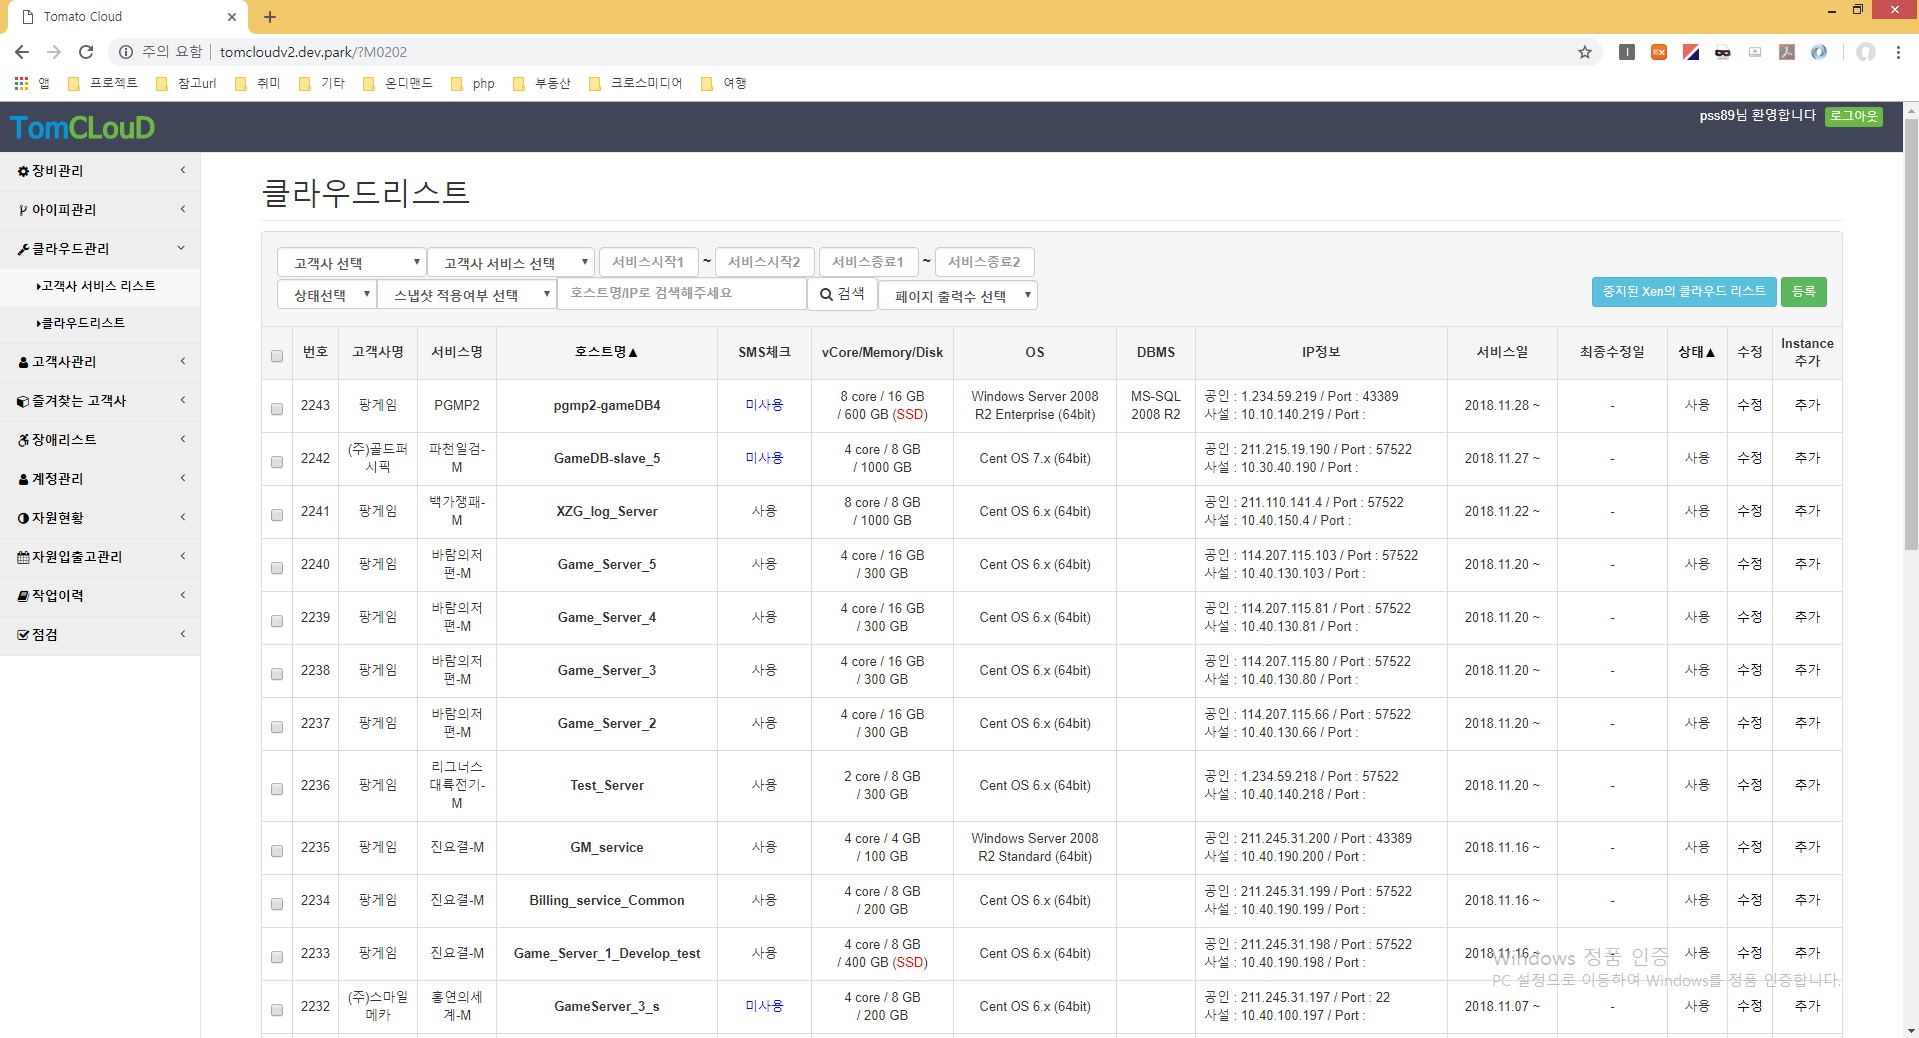 Tomato Cloud
주의 요함 tomcloudv2.dev.park/?M0202
앱 프로젝트 참고url 취미 기타 온디맨드 php 부동산 크로스미디어 여행
TomCLouD
pss89님 환영합니다 로그아웃
장비관리
아이피관리
클라우드관리
고객사 서비스 리스트
클라우드리스트
고객사관리
즐겨찾는 고객사
장애리스트
계정관리
자원현황
자원입출고관리
작업이력
점검
클라우드리스트
고객사 선택 고객사 서비스 선택 서비스시작1 ~ 서비스시작2 서비스종료1 ~ 서비스종료2
상태선택 스냅샷 적용여부 선택 호스트명/IP로 검색해주세요 검색 페이지 출력수 선택
중지된 Xen의 클라우드 리스트 등록
번호 고객사명 서비스명 호스트명▲ SMS체크 vCore/Memory/Disk OS DBMS IP정보 서비스일 최종수정일 상태▲ 수정 Instance 추가
2243 팡게임 PGMP2 pgmp2-gameDB4 미사용 8 core / 16 GB / 600 GB (SSD) Windows Server 2008 R2 Enterprise (64bit) MS-SQL 2008 R2 공인 : 1.234.59.219 / Port : 43389 사설 : 10.10.140.219 / Port : 2018.11.28 ~ - 사용 수정 추가
2242 (주)골드퍼시픽 파천일검-M GameDB-slave_5 미사용 4 core / 8 GB / 1000 GB Cent OS 7.x (64bit) 공인 : 211.215.19.190 / Port : 57522 사설 : 10.30.40.190 / Port : 2018.11.27 ~ - 사용 수정 추가
2241 팡게임 백가쟁패-M XZG_log_Server 사용 8 core / 8 GB / 1000 GB Cent OS 6.x (64bit) 공인 : 211.110.141.4 / Port : 57522 사설 : 10.40.150.4 / Port : 2018.11.22 ~ - 사용 수정 추가
2240 팡게임 바람의저편-M Game_Server_5 사용 4 core / 16 GB / 300 GB Cent OS 6.x (64bit) 공인 : 114.207.115.103 / Port : 57522 사설 : 10.40.130.103 / Port : 2018.11.20 ~ - 사용 수정 추가
2239 팡게임 바람의저편-M Game_Server_4 사용 4 core / 16 GB / 300 GB Cent OS 6.x (64bit) 공인 : 114.207.115.81 / Port : 57522 사설 : 10.40.130.81 / Port : 2018.11.20 ~ - 사용 수정 추가
2238 팡게임 바람의저편-M Game_Server_3 사용 4 core / 16 GB / 300 GB Cent OS 6.x (64bit) 공인 : 114.207.115.80 / Port : 57522 사설 : 10.40.130.80 / Port : 2018.11.20 ~ - 사용 수정 추가
2237 팡게임 바람의저편-M Game_Server_2 사용 4 core / 16 GB / 300 GB Cent OS 6.x (64bit) 공인 : 114.207.115.66 / Port : 57522 사설 : 10.40.130.66 / Port : 2018.11.20 ~ - 사용 수정 추가
2236 팡게임 리그너스대륙전기-M Test_Server 사용 2 core / 8 GB / 300 GB Cent OS 6.x (64bit) 공인 : 1.234.59.218 / Port : 57522 사설 : 10.40.140.218 / Port : 2018.11.20 ~ - 사용 수정 추가
2235 팡게임 진요결-M GM_service 사용 4 core / 4 GB / 100 GB Windows Server 2008 R2 Standard (64bit) 공인 : 211.245.31.200 / Port : 43389 사설 : 10.40.190.200 / Port : 2018.11.16 ~ - 사용 수정 추가
2234 팡게임 진요결-M Billing_service_Common 사용 4 core / 8 GB / 200 GB Cent OS 6.x (64bit) 공인 : 211.245.31.199 / Port : 57522 사설 : 10.40.190.199 / Port : 2018.11.16 ~ - 사용 수정 추가
2233 팡게임 진요결-M Game_Server_1_Develop_test 사용 4 core / 8 GB / 400 GB (SSD) Cent OS 6.x (64bit) 공인 : 211.245.31.198 / Port : 57522 사설 : 10.40.190.198 / Port : 2018.11.16 ~ - 사용 수정 추가
2232 (주)스마일메카 홍연의세계-M GameServer_3_s 미사용 4 core / 8 GB / 200 GB Cent OS 6.x (64bit) 공인 : 211.245.31.197 / Port : 22 사설 : 10.40.100.197 / Port : 2018.11.07 ~ - 사용 수정 추가
Windows 정품 인증
PC 설정으로 이동하여 Windows를 정품 인증합니다.